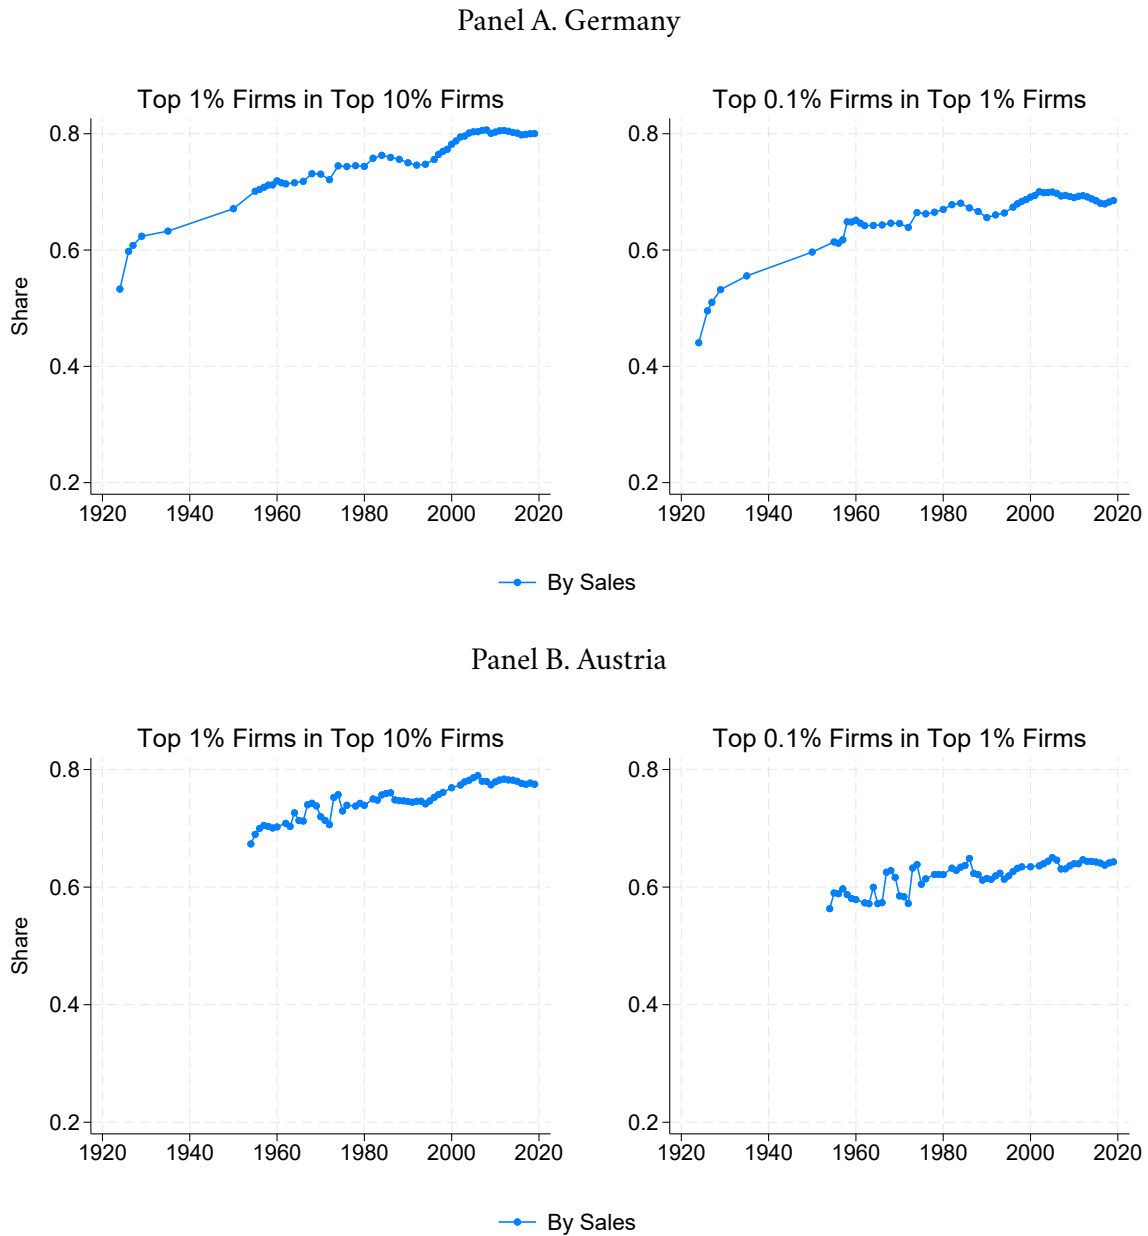 Panel A. Germany
Top 1% Firms in Top 10% Firms
Share
0.8
0.6
0.4
0.2
1920 1940 1960 1980 2000 2020
Top 0.1% Firms in Top 1% Firms
0.8
0.6
0.4
0.2
1920 1940 1960 1980 2000 2020
By Sales
Panel B. Austria
Top 1% Firms in Top 10% Firms
Share
0.8
0.6
0.4
0.2
1920 1940 1960 1980 2000 2020
Top 0.1% Firms in Top 1% Firms
0.8
0.6
0.4
0.2
1920 1940 1960 1980 2000 2020
By Sales